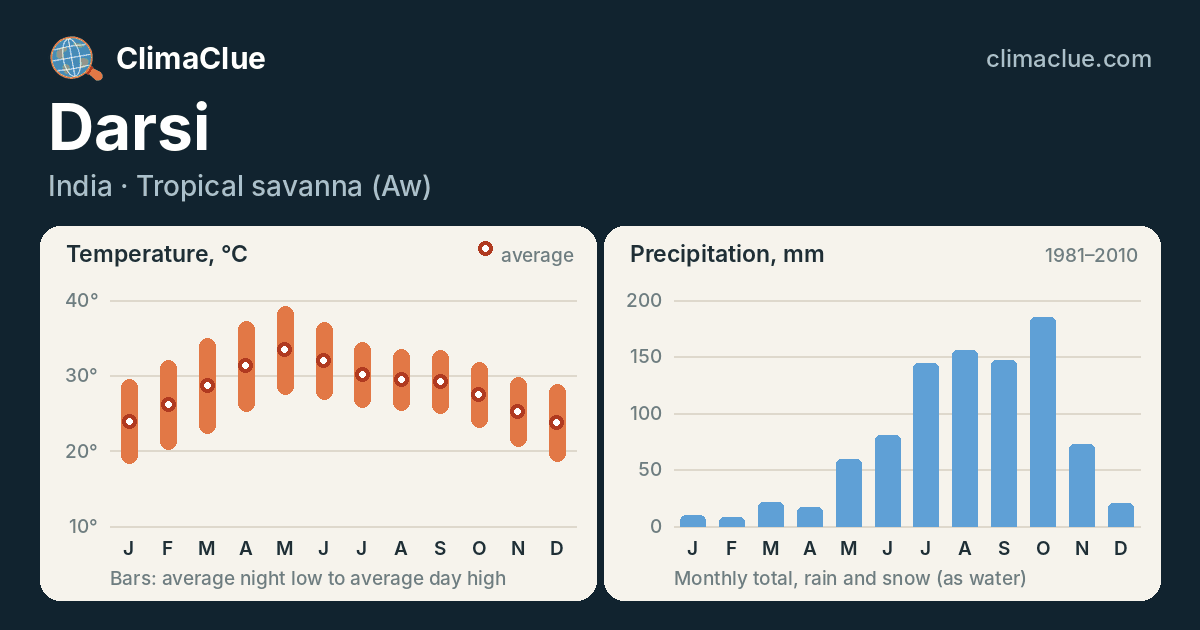 ClimaClue
climaclue.com
Darsi
India · Tropical savanna (Aw)
Temperature, °C
average
40°
30°
20°
10°
J F M A M J J A S O N D
Bars: average night low to average day high
Precipitation, mm
1981–2010
200
150
100
50
0
J F M A M J J A S O N D
Monthly total, rain and snow (as water)